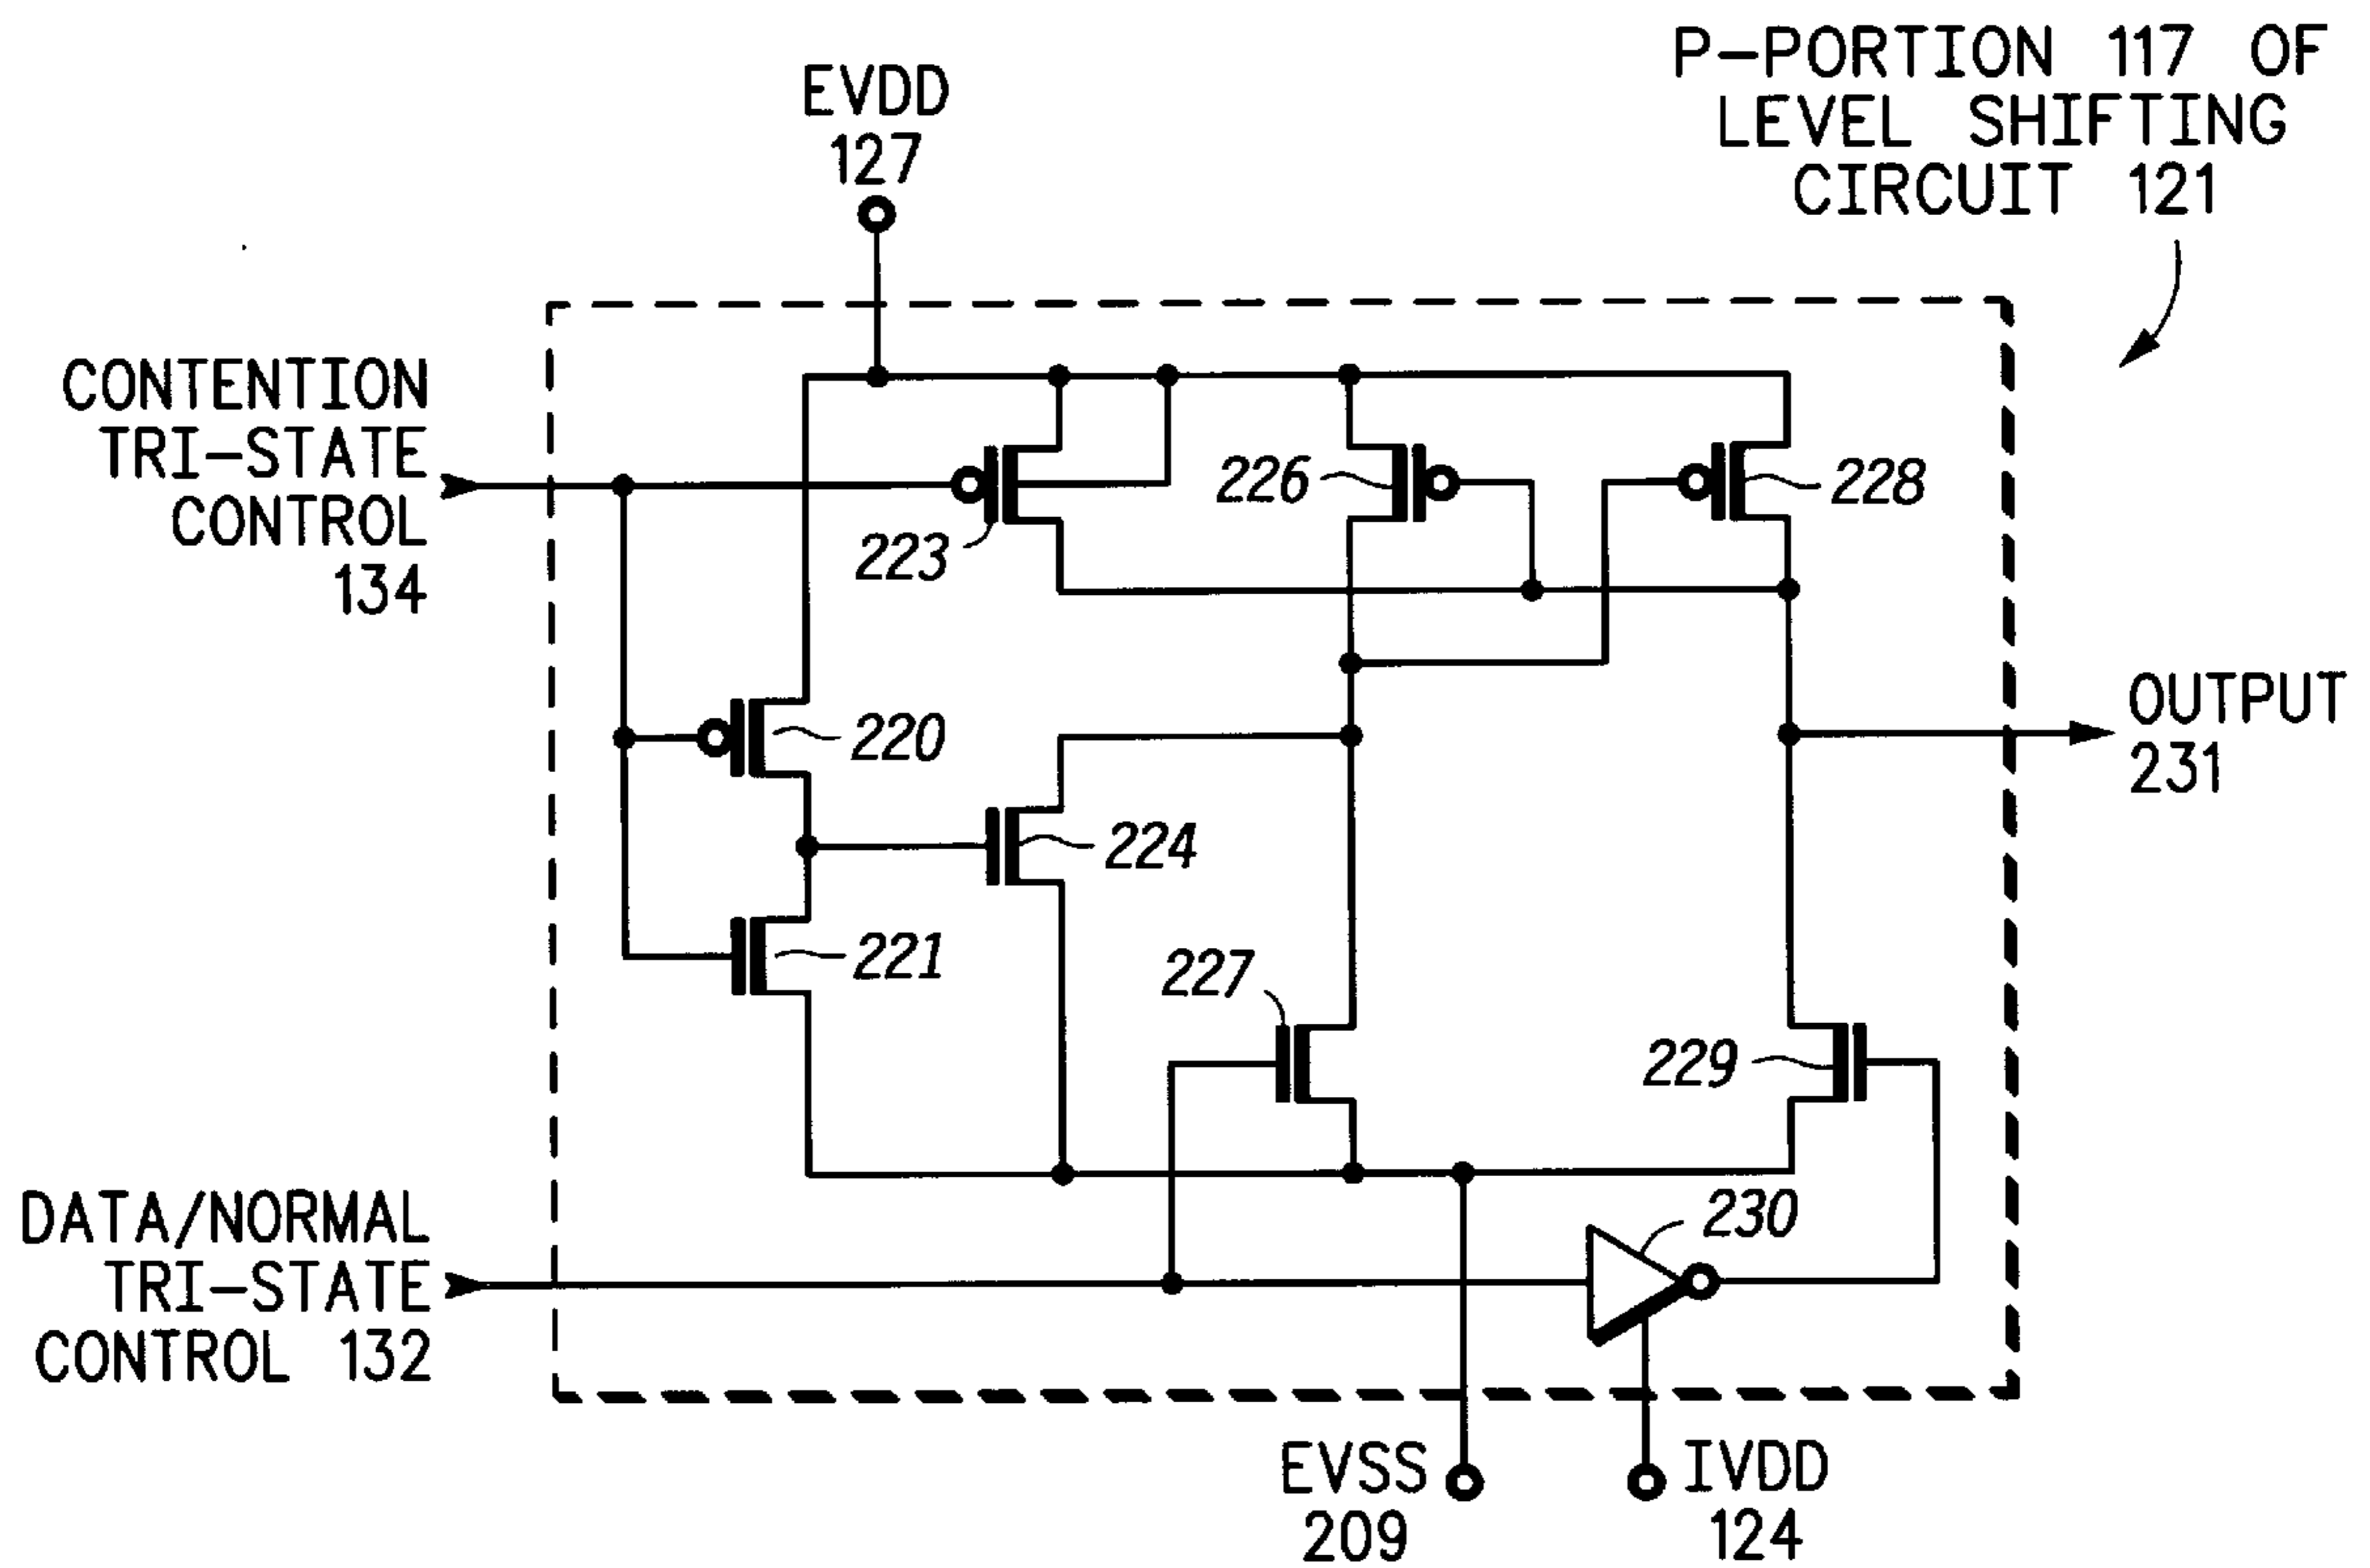 P-PORTION 117 OF
LEVEL SHIFTING
CIRCUIT 121
EVDD
127
CONTENTION
TRI-STATE
CONTROL
134
223
226
228
220
224
221
227
229
OUTPUT
231
DATA/NORMAL
TRI-STATE
CONTROL 132
230
EVSS
209
IVDD
124